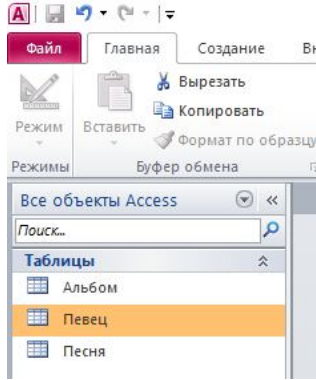 A
Файл Главная Создание Вн
Вырезать
Копировать
Формат по образцу
Режим Вставить
Режимы Буфер обмена
Все объекты Access
Поиск...
Таблицы
Альбом
Певец
Песня